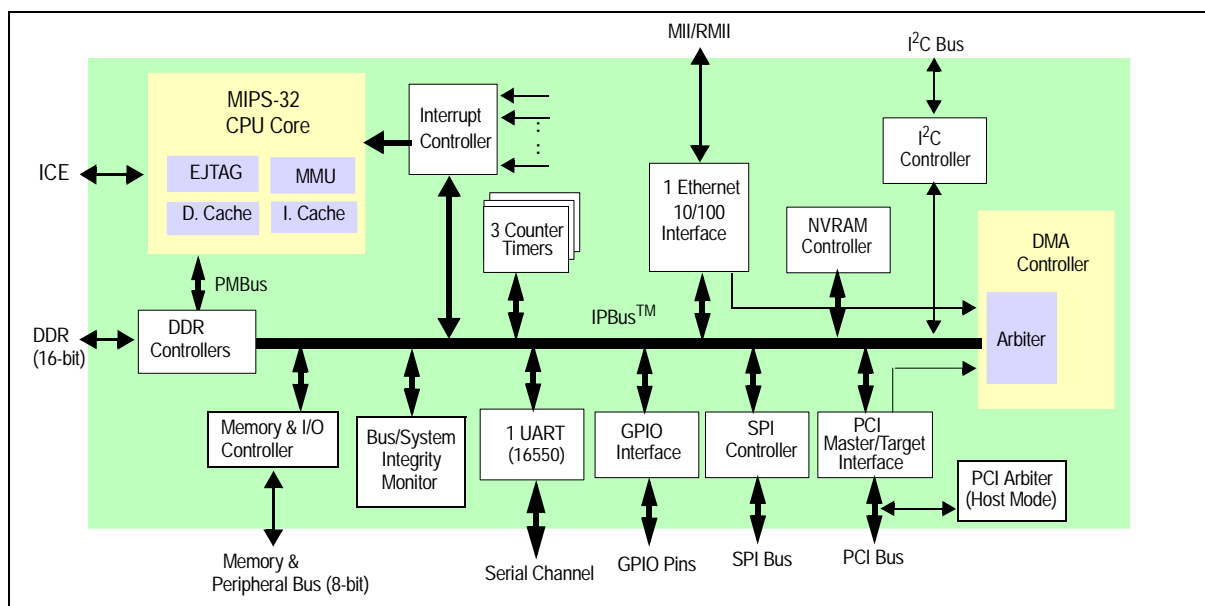 MII/RMII
I²C Bus
MIPS-32
CPU Core
EJTAG
MMU
D. Cache
I. Cache
ICE
Interrupt
Controller
I²C
Controller
1 Ethernet
10/100
Interface
3 Counter
Timers
NVRAM
Controller
DMA
Controller
Arbiter
PMBus
IPBus™
DDR
(16-bit)
DDR
Controllers
Memory & I/O
Controller
Bus/System
Integrity
Monitor
1 UART
(16550)
GPIO
Interface
SPI
Controller
PCI
Master/Target
Interface
PCI Arbiter
(Host Mode)
Memory &
Peripheral Bus (8-bit)
Serial Channel
GPIO Pins
SPI Bus
PCI Bus